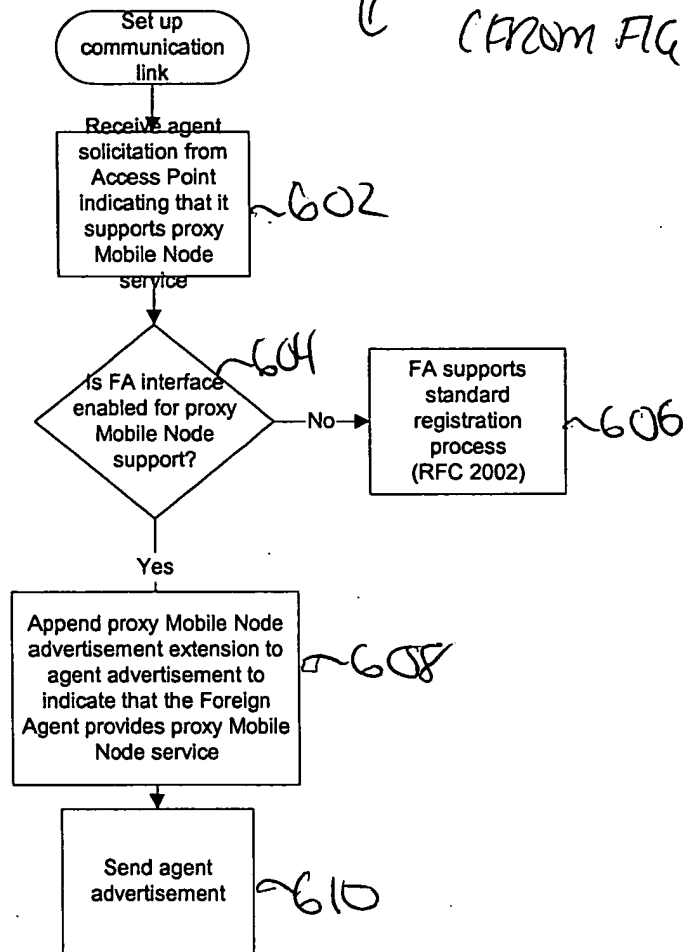 (FROM FIG
Set up
communication
link
Receive agent
solicitation from
Access Point
indicating that it
supports proxy
Mobile Node
service
602
Is FA interface
enabled for proxy
Mobile Node
support?
604
No
FA supports
standard
registration
process
(RFC 2002)
606
Yes
Append proxy Mobile Node
advertisement extension to
agent advertisement to
indicate that the Foreign
Agent provides proxy Mobile
Node service
608
Send agent
advertisement
610